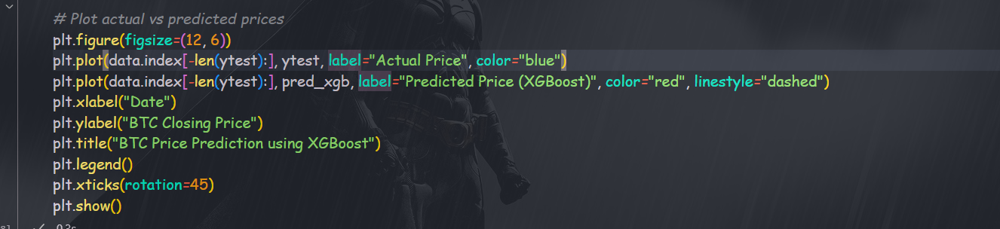 # Plot actual vs predicted prices
plt.figure(figsize=(12, 6))
plt.plot(data.index[-len(ytest):], ytest, label="Actual Price", color="blue")
plt.plot(data.index[-len(ytest):], pred_xgb, label="Predicted Price (XGBoost)", color="red", linestyle="dashed")
plt.xlabel("Date")
plt.ylabel("BTC Closing Price")
plt.title("BTC Price Prediction using XGBoost")
plt.legend()
plt.xticks(rotation=45)
plt.show()